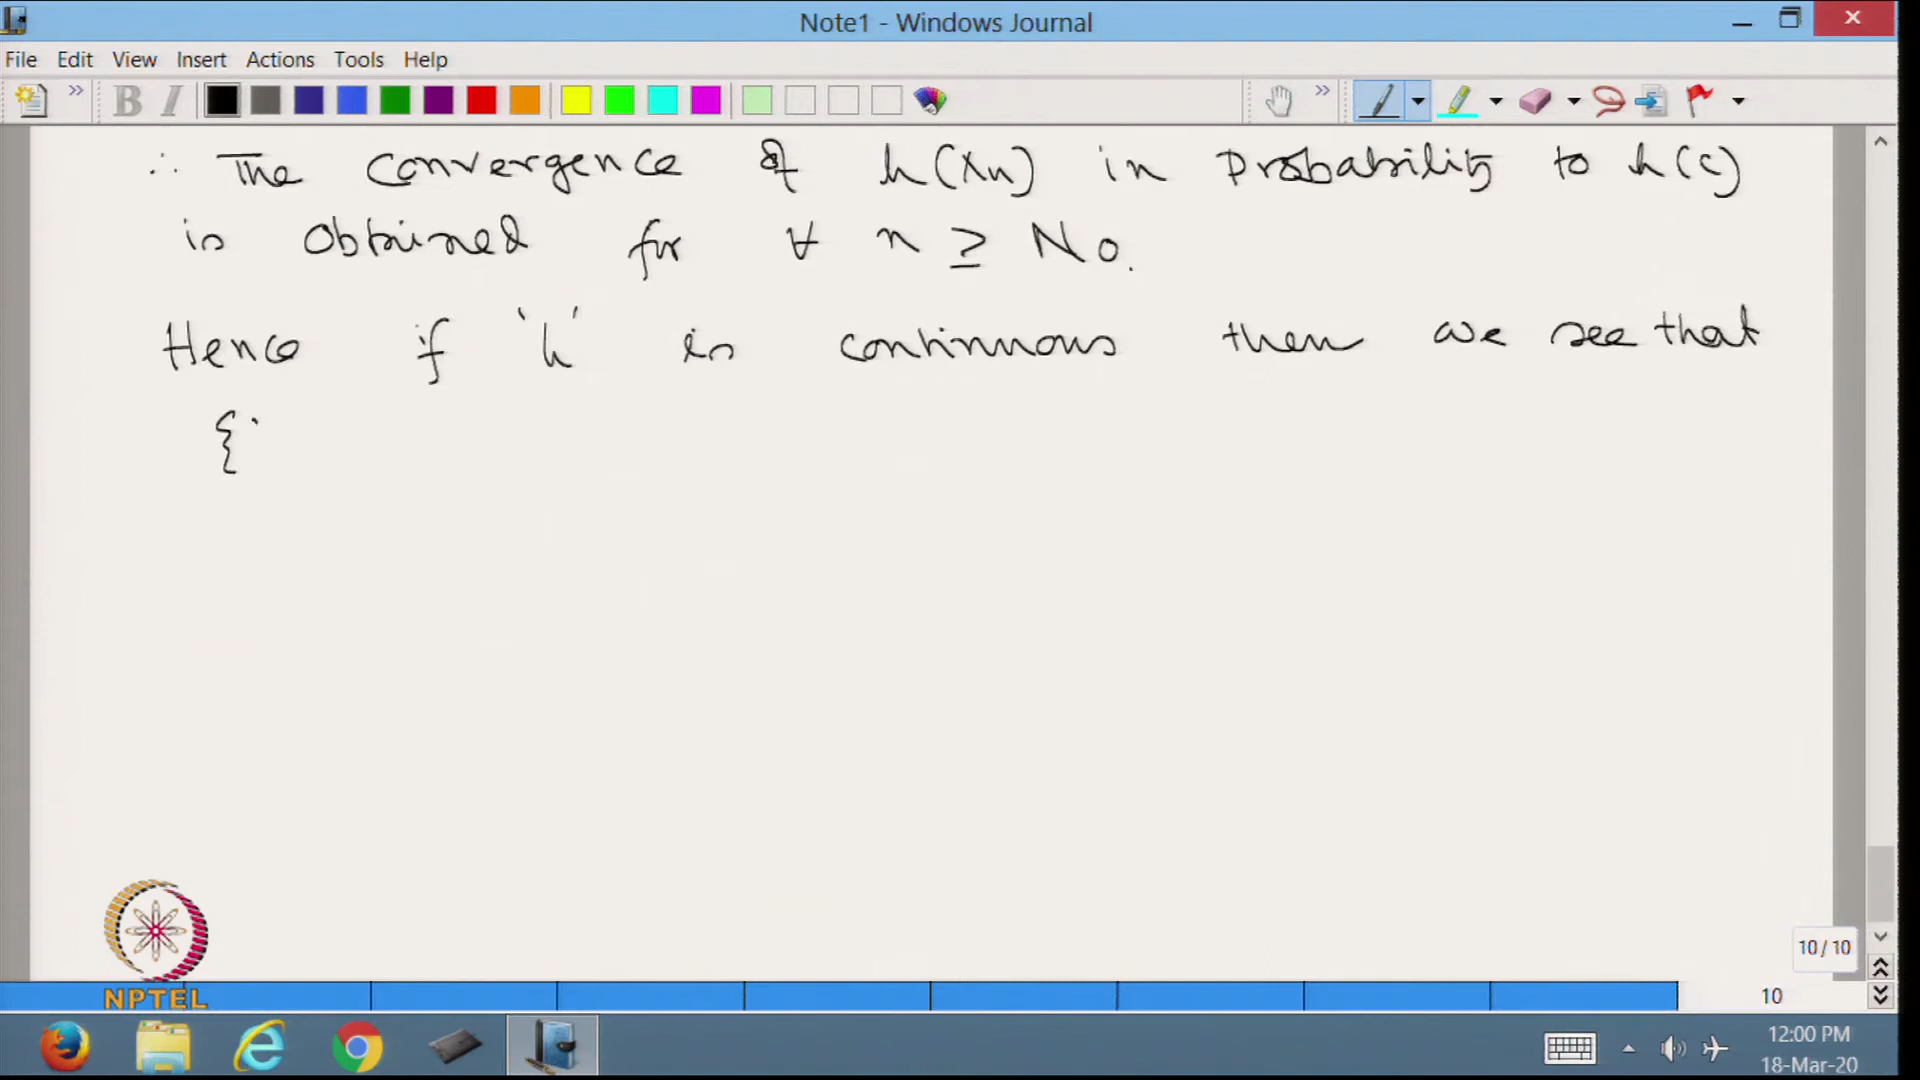 Note1 - Windows Journal
File Edit View Insert Actions Tools Help
B I
∴ The convergence of h(Xn) in Probability to h(c)
is obtained for ∀ n ≥ No.
Hence if 'h' is continuous then we see that
{
10 / 10
NPTEL
10
12:00 PM
18-Mar-20